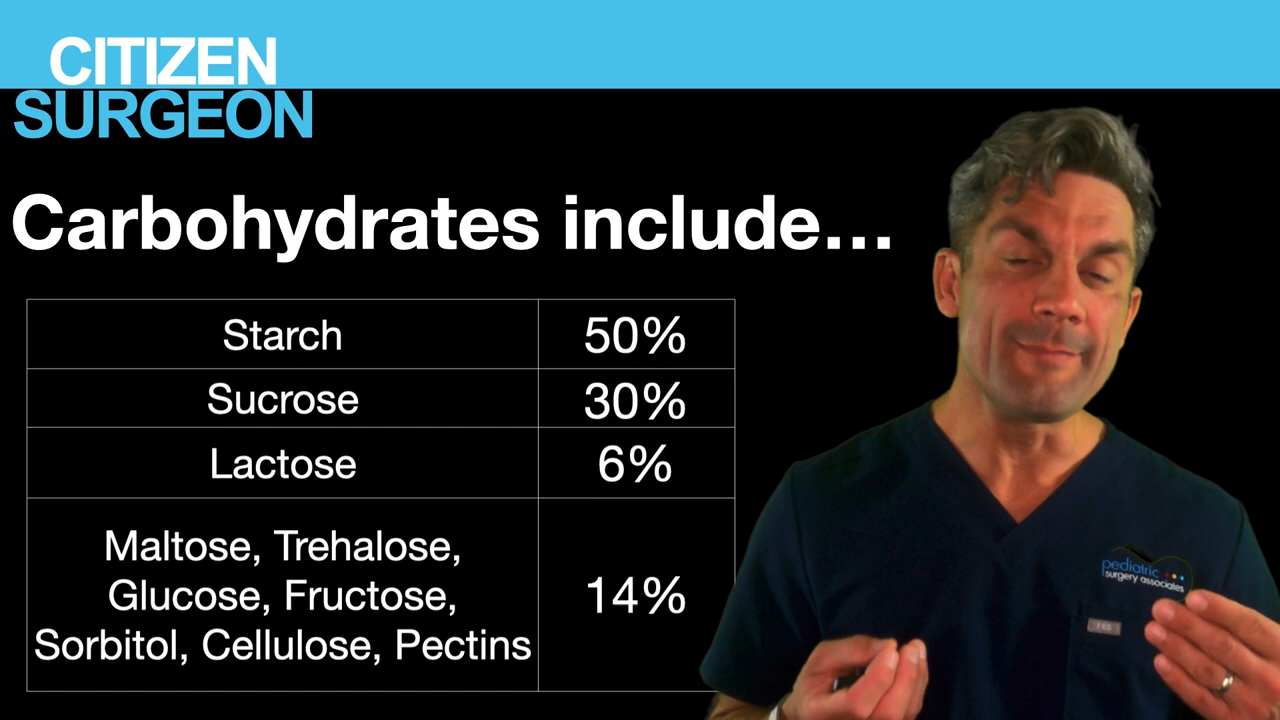 CITIZEN
SURGEON
Carbohydrates include...
Starch 50%
Sucrose 30%
Lactose 6%
Maltose, Trehalose,
Glucose, Fructose,
Sorbitol, Cellulose, Pectins
14%
pediatric
surgery associates